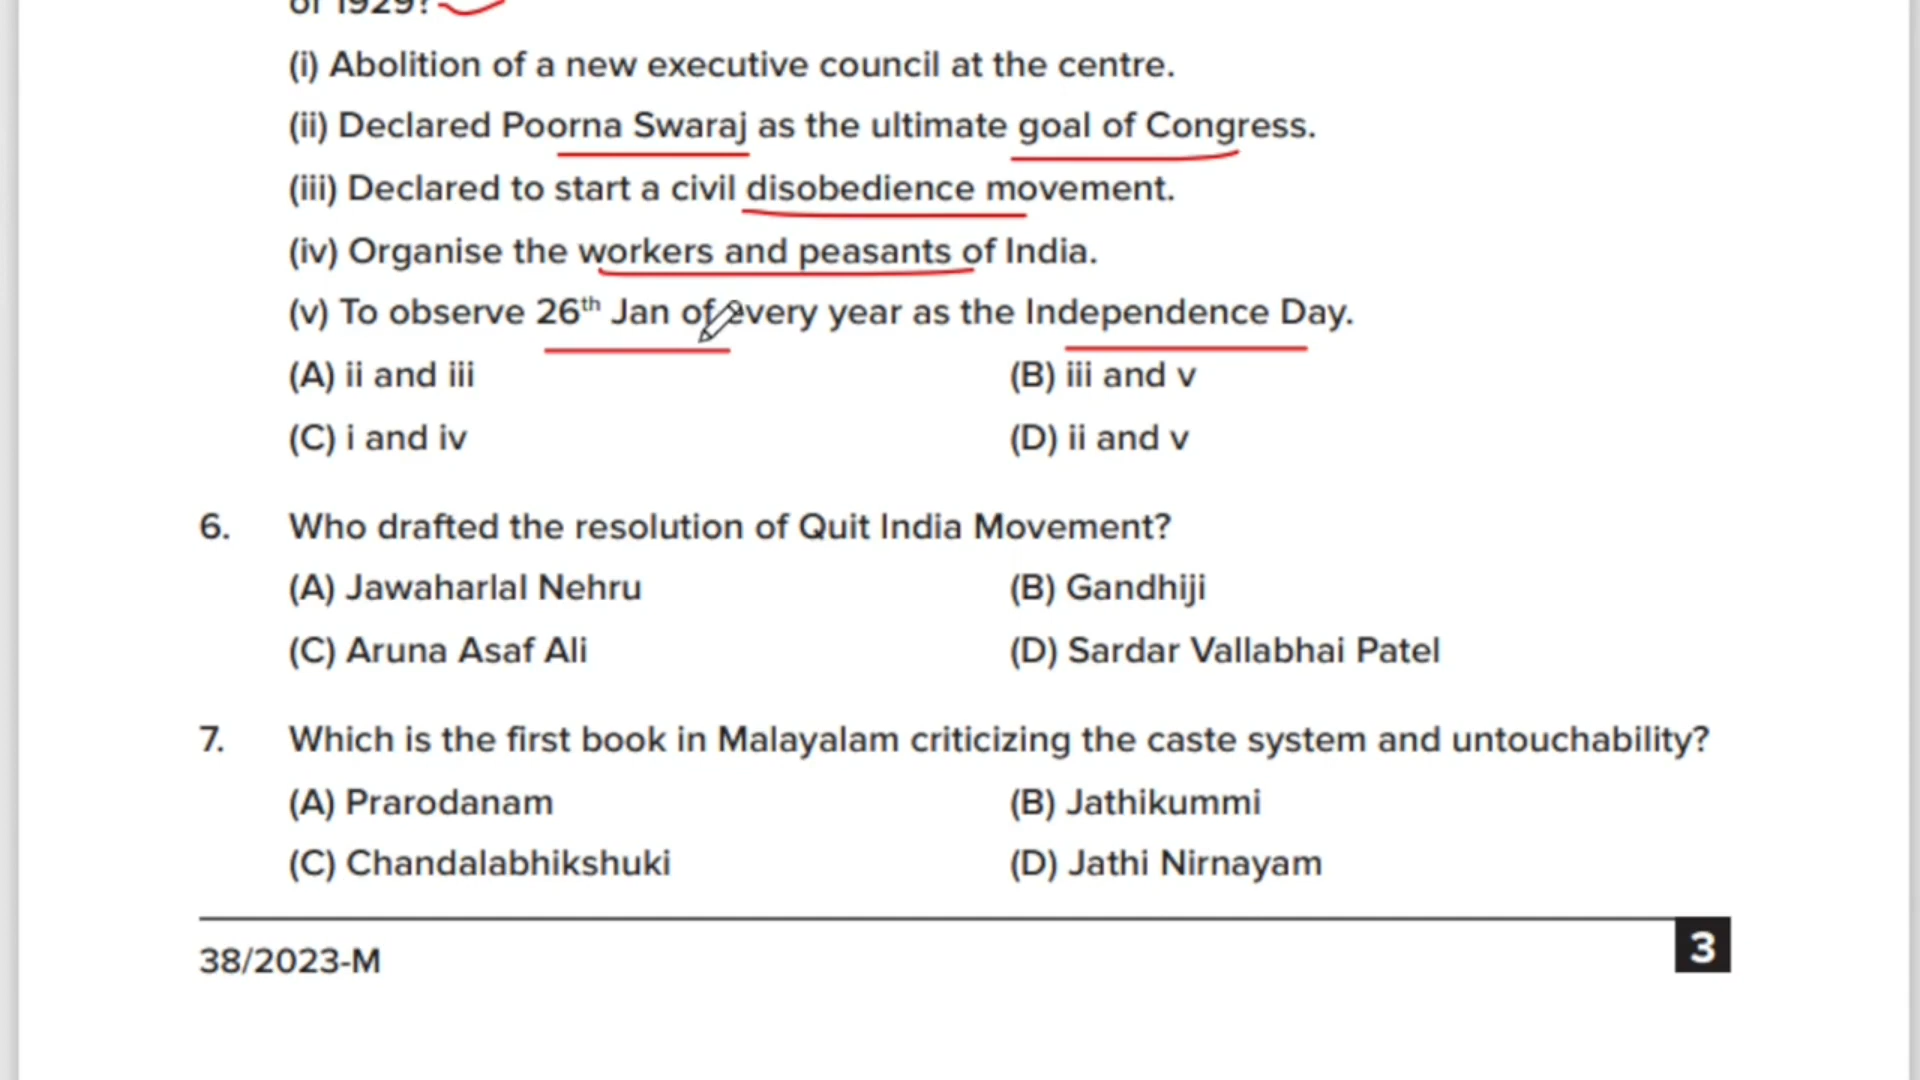 of 1929?
(i) Abolition of a new executive council at the centre.
(ii) Declared Poorna Swaraj as the ultimate goal of Congress.
(iii) Declared to start a civil disobedience movement.
(iv) Organise the workers and peasants of India.
(v) To observe 26th Jan of every year as the Independence Day.
(A) ii and iii (B) iii and v
(C) i and iv (D) ii and v
6. Who drafted the resolution of Quit India Movement?
(A) Jawaharlal Nehru (B) Gandhiji
(C) Aruna Asaf Ali (D) Sardar Vallabhai Patel
7. Which is the first book in Malayalam criticizing the caste system and untouchability?
(A) Prarodanam (B) Jathikummi
(C) Chandalabhikshuki (D) Jathi Nirnayam
38/2023-M 3